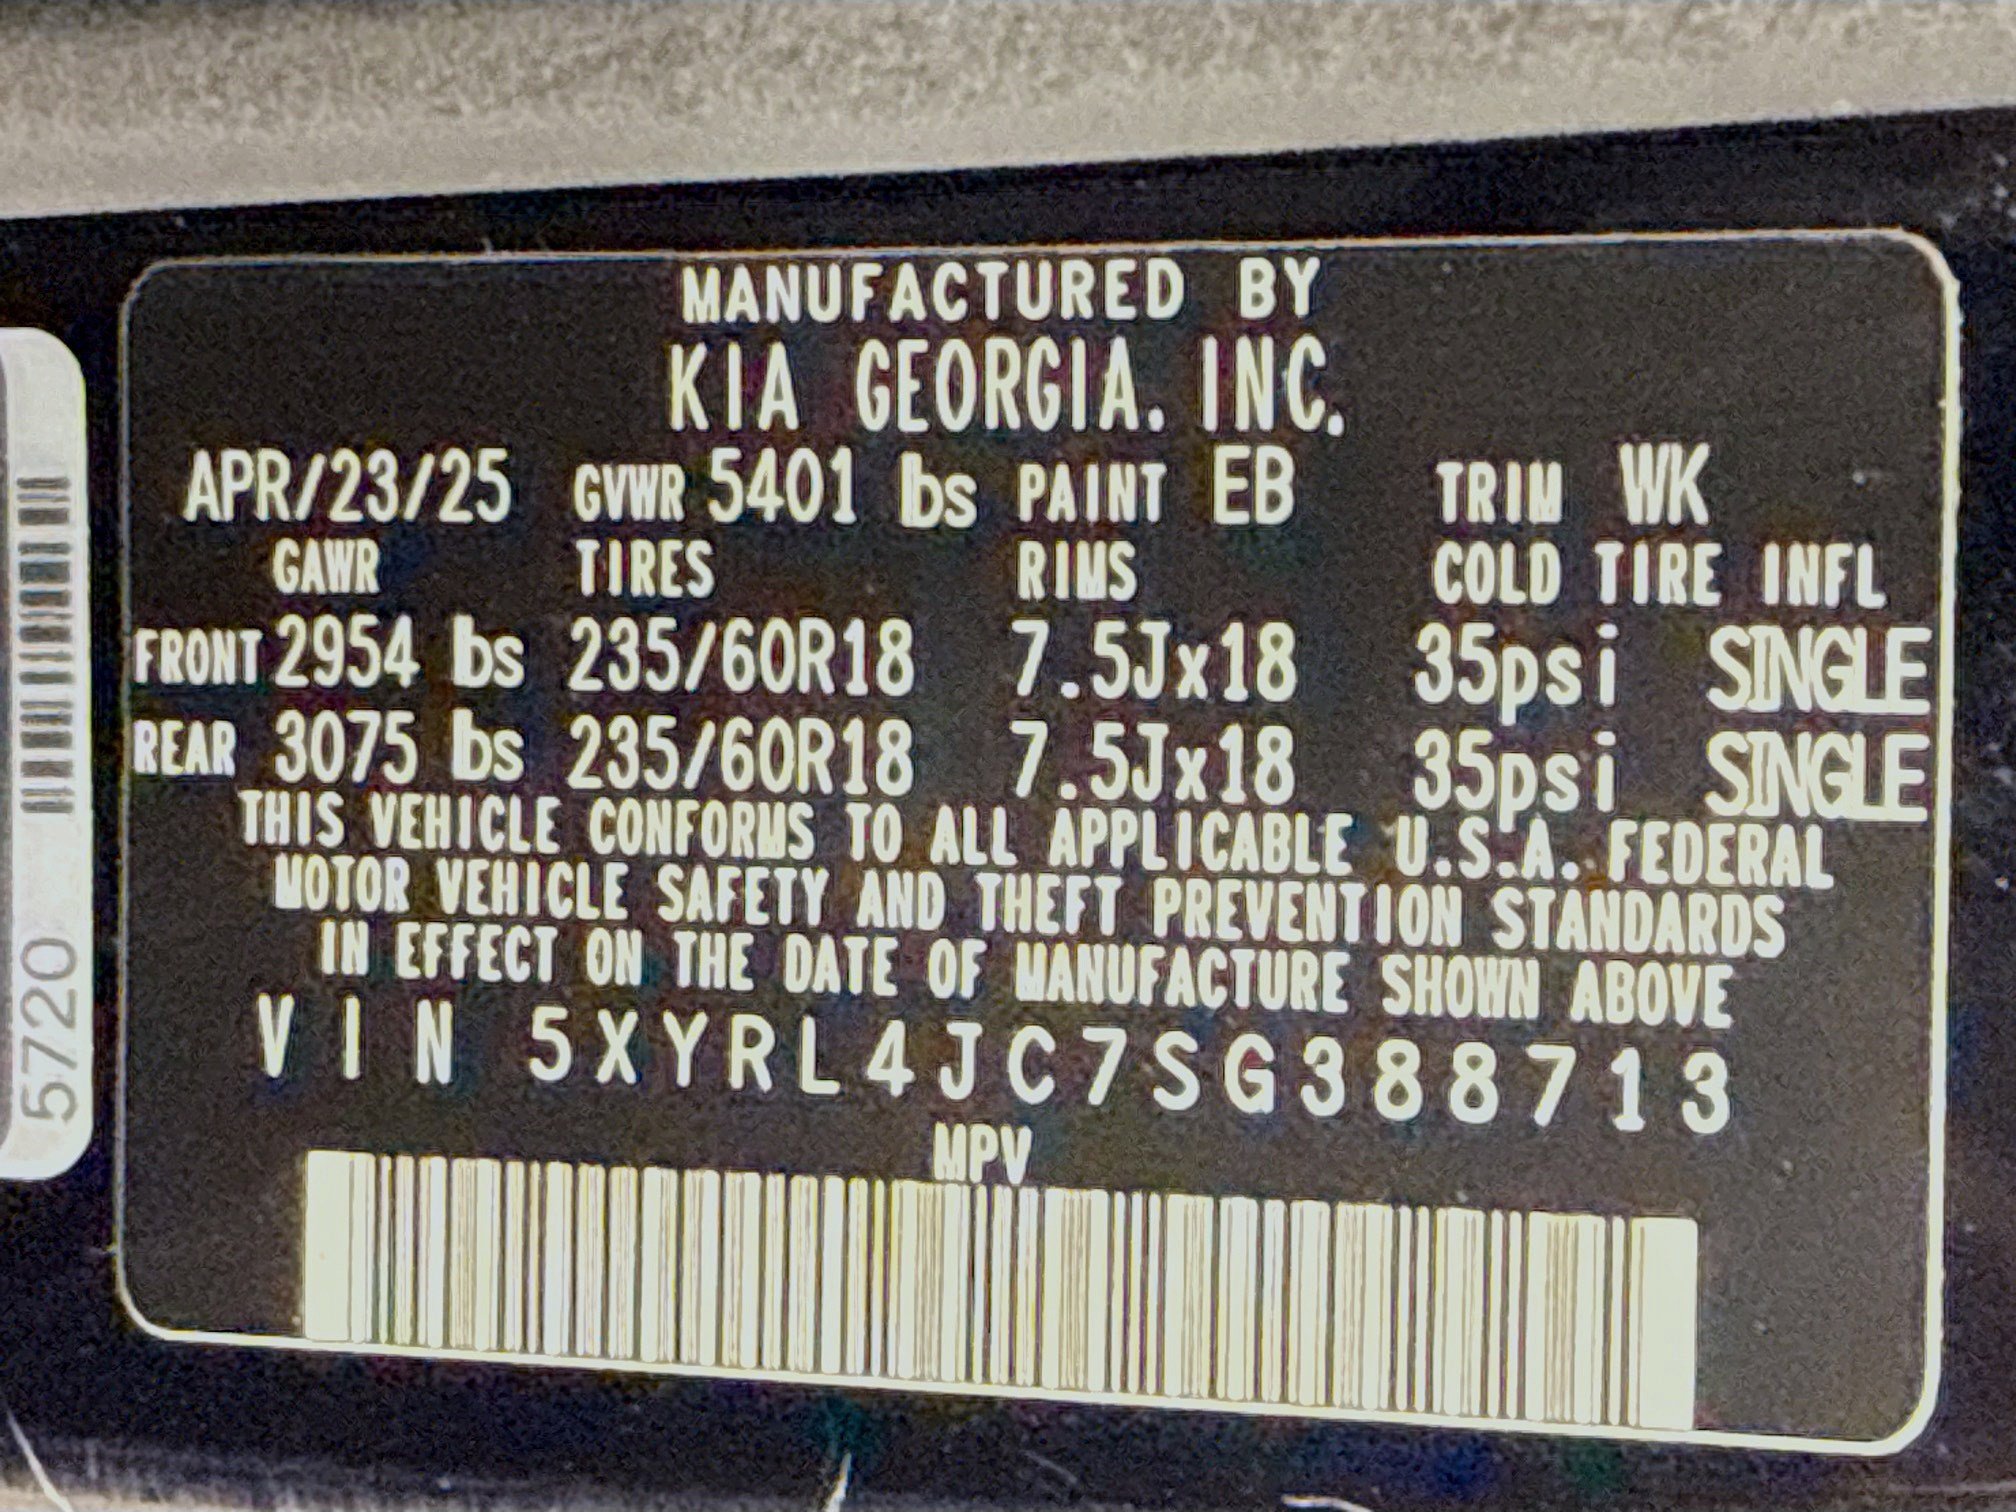 MANUFACTURED BY
KIA GEORGIA, INC.
APR/23/25 GVWR 5401 lbs PAINT EB TRIM WK
GAWR TIRES RIMS COLD TIRE INFL
FRONT 2954 lbs 235/60R18 7.5Jx18 35psi SINGLE
REAR 3075 lbs 235/60R18 7.5Jx18 35psi SINGLE
THIS VEHICLE CONFORMS TO ALL APPLICABLE U.S.A. FEDERAL
MOTOR VEHICLE SAFETY AND THEFT PREVENTION STANDARDS
IN EFFECT ON THE DATE OF MANUFACTURE SHOWN ABOVE
VIN 5XYRL4JC7SG388713
MPV
5720